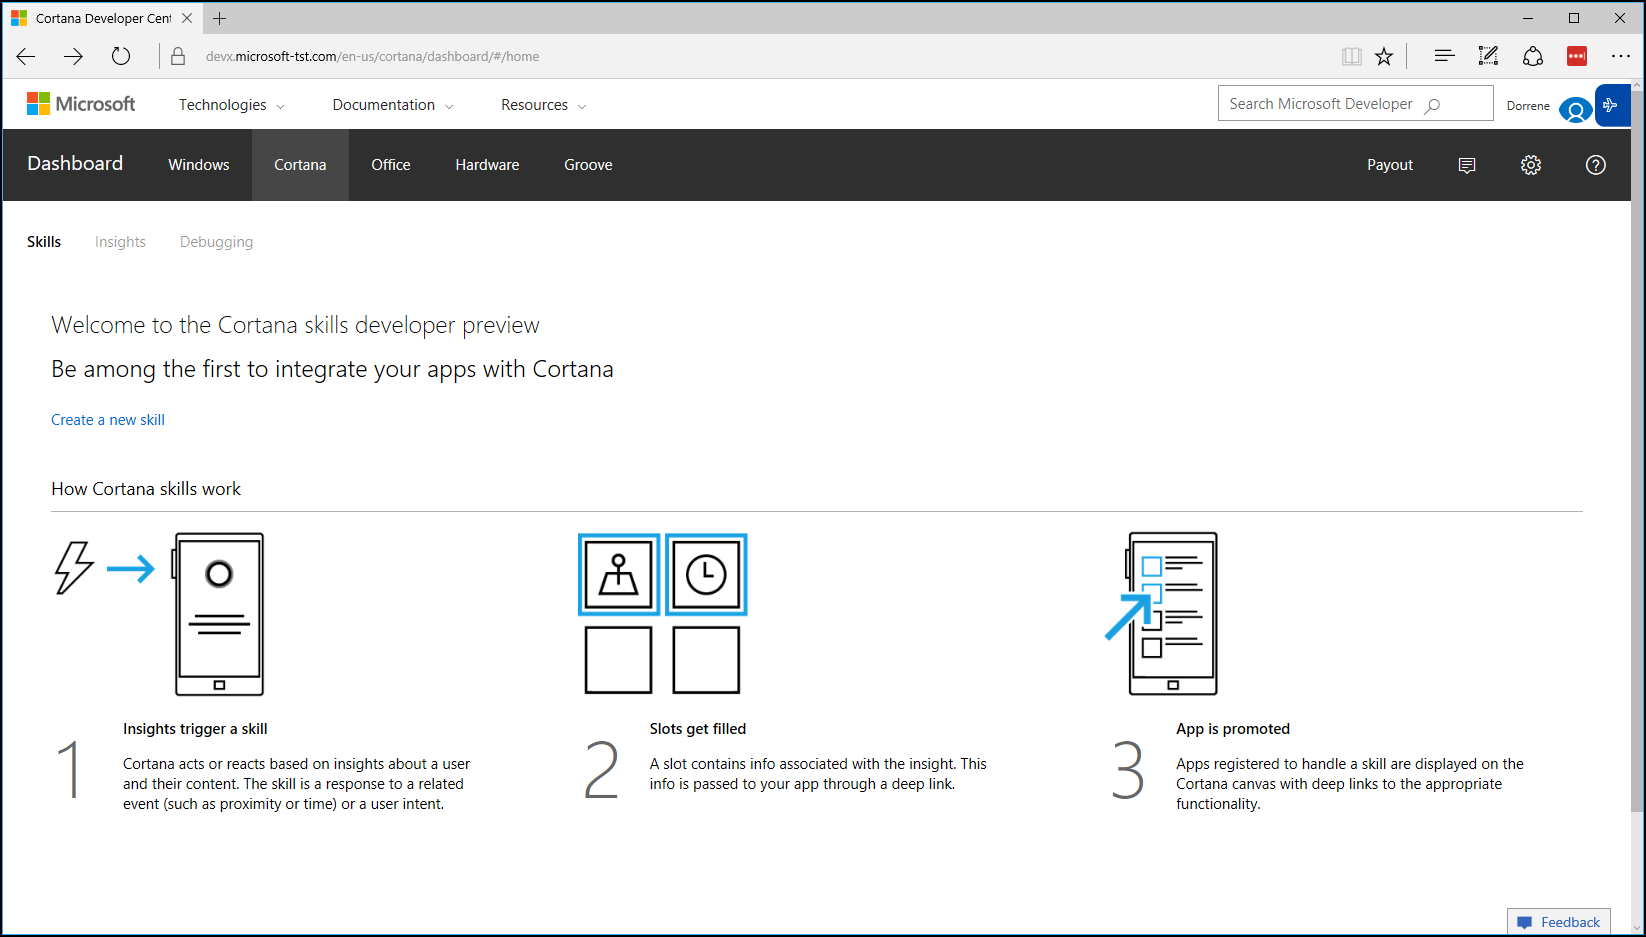 Cortana Developer Cent
devx.microsoft-tst.com/en-us/cortana/dashboard/#/home
Microsoft Technologies Documentation Resources Search Microsoft Developer Dorrene
Dashboard Windows Cortana Office Hardware Groove Payout
Skills Insights Debugging
Welcome to the Cortana skills developer preview
Be among the first to integrate your apps with Cortana
Create a new skill
How Cortana skills work
1
Insights trigger a skill
Cortana acts or reacts based on insights about a user
and their content. The skill is a response to a related
event (such as proximity or time) or a user intent.
2
Slots get filled
A slot contains info associated with the insight. This
info is passed to your app through a deep link.
3
App is promoted
Apps registered to handle a skill are displayed on the
Cortana canvas with deep links to the appropriate
functionality.
Feedback